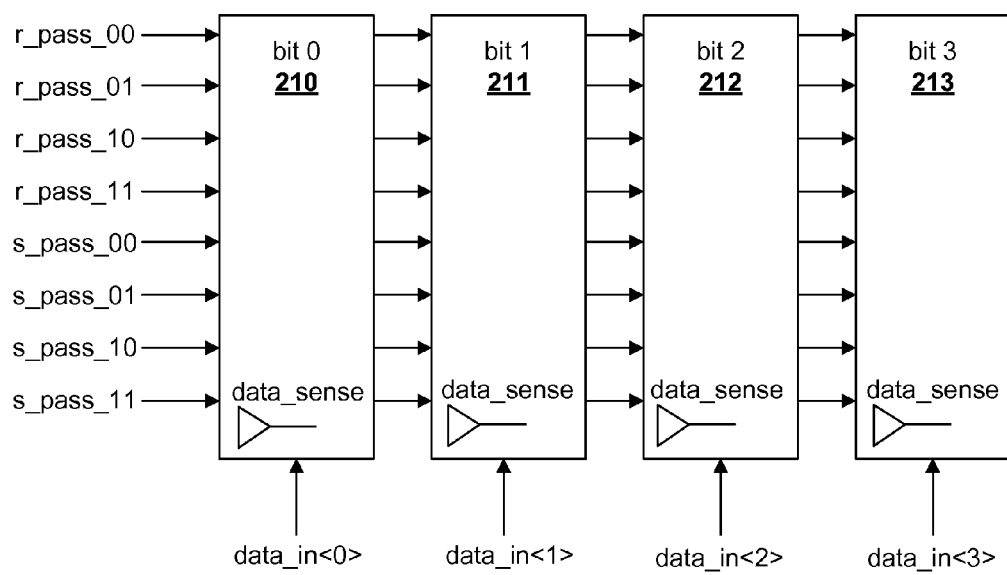 r_pass_00
r_pass_01
r_pass_10
r_pass_11
s_pass_00
s_pass_01
s_pass_10
s_pass_11
bit 0
210
data_sense
bit 1
211
data_sense
bit 2
212
data_sense
bit 3
213
data_sense
data_in<0>
data_in<1>
data_in<2>
data_in<3>